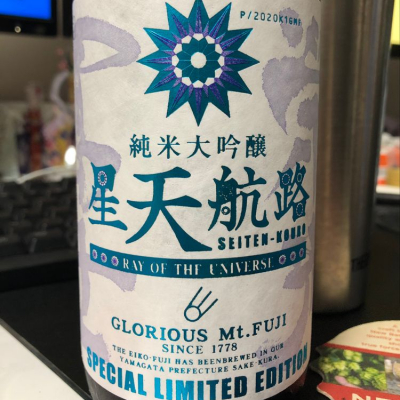 P/2020K1GMF
純米大吟醸
星天航路
SEITEN-KOURO
RAY OF THE UNIVERSE
GLORIOUS Mt.FUJI
SINCE 1778
THE EIKO-FUJI HAS BEENBREWED IN OUR
YAMAGATA PREFECTURE SAKE-KURA.
SPECIAL LIMITED EDITION